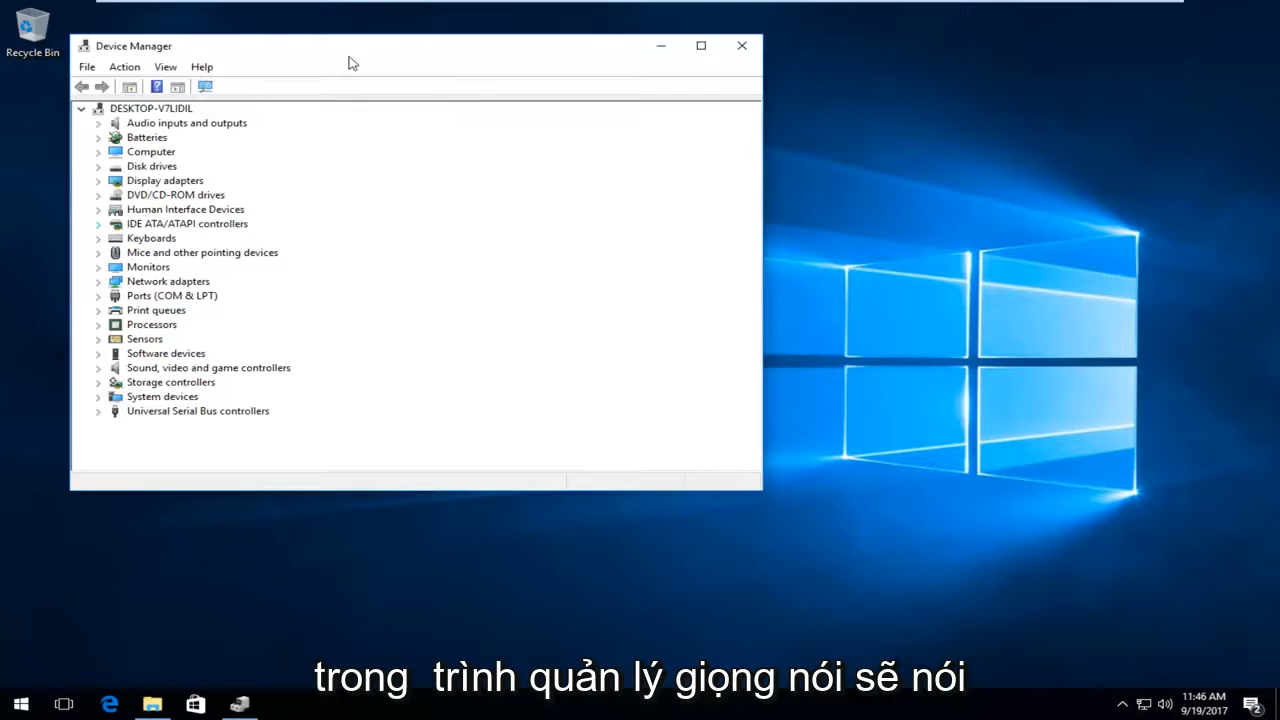 Recycle Bin
Device Manager
File Action View Help
DESKTOP-V7LIDIL
Audio inputs and outputs
Batteries
Computer
Disk drives
Display adapters
DVD/CD-ROM drives
Human Interface Devices
IDE ATA/ATAPI controllers
Keyboards
Mice and other pointing devices
Monitors
Network adapters
Ports (COM & LPT)
Print queues
Processors
Sensors
Software devices
Sound, video and game controllers
Storage controllers
System devices
Universal Serial Bus controllers
trong trình quản lý giọng nói sẽ nói
11:46 AM
9/19/2017
2